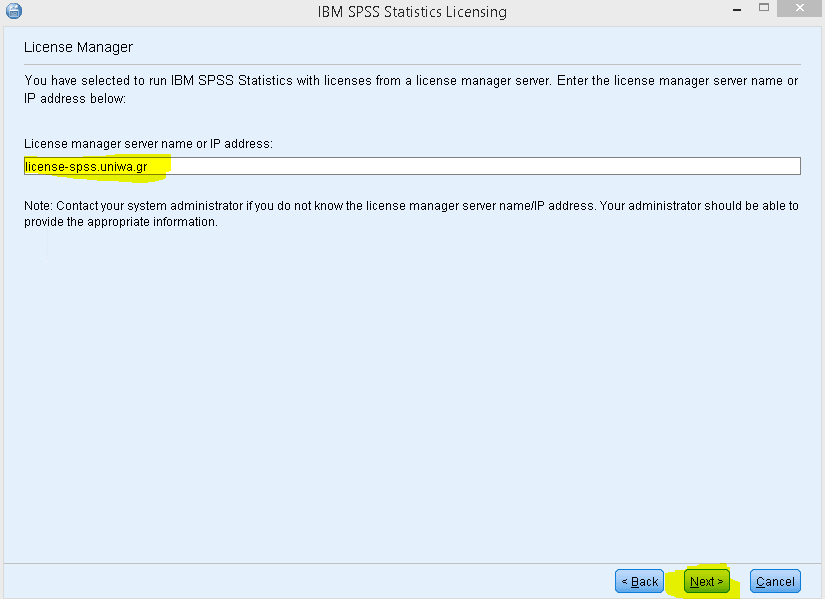 IBM SPSS Statistics Licensing
License Manager
You have selected to run IBM SPSS Statistics with licenses from a license manager server. Enter the license manager server name or
IP address below:
License manager server name or IP address:
license-spss.uniwa.gr
Note: Contact your system administrator if you do not know the license manager server name/IP address. Your administrator should be able to
provide the appropriate information.
< Back Next > Cancel